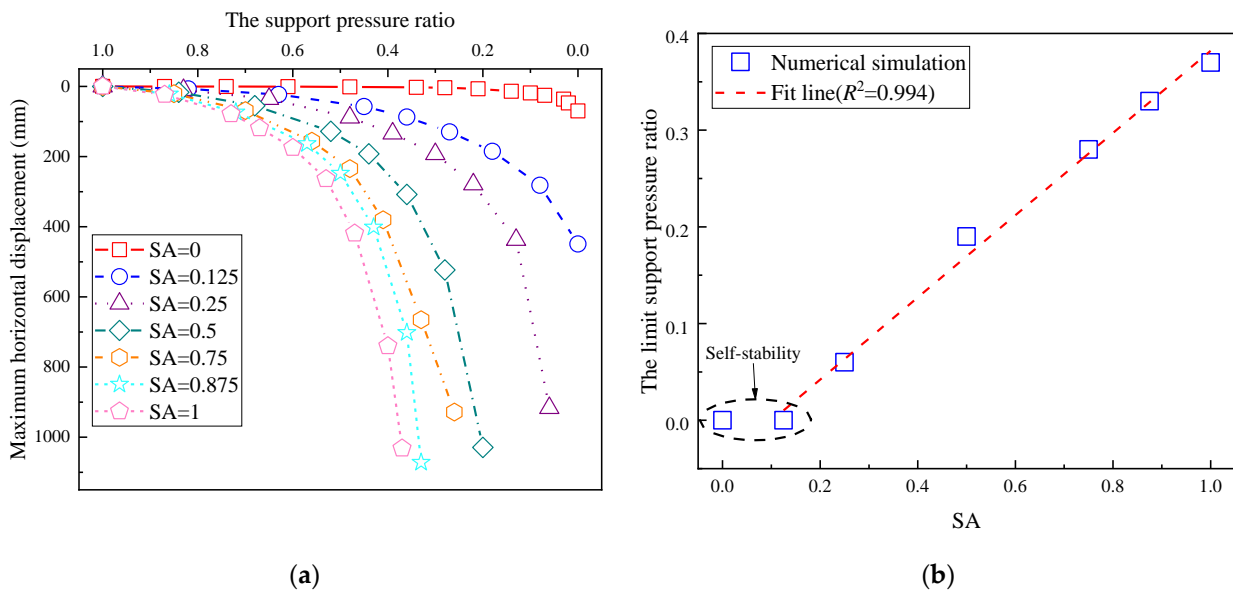 The support pressure ratio
1.0 0.8 0.6 0.4 0.2 0.0
Maximum horizontal displacement (mm)
0
200
400
600
800
1000
SA=0
SA=0.125
SA=0.25
SA=0.5
SA=0.75
SA=0.875
SA=1
(a)
The limit support pressure ratio
0.4
0.3
0.2
0.1
0.0
Numerical simulation
Fit line(R²=0.994)
Self-stability
0.0 0.2 0.4 0.6 0.8 1.0
SA
(b)